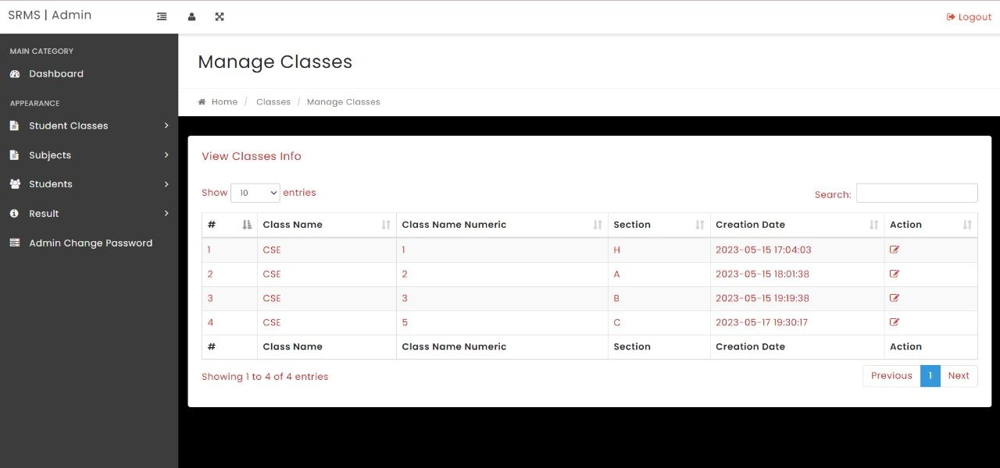 SRMS | Admin
Logout
MAIN CATEGORY
Dashboard
APPEARANCE
Student Classes
Subjects
Students
Result
Admin Change Password
Manage Classes
Home / Classes / Manage Classes
View Classes Info
Show 10 entries
Search:
# Class Name Class Name Numeric Section Creation Date Action
1 CSE 1 H 2023-05-15 17:04:03
2 CSE 2 A 2023-05-15 18:01:38
3 CSE 3 B 2023-05-15 19:19:38
4 CSE 5 C 2023-05-17 19:30:17
# Class Name Class Name Numeric Section Creation Date Action
Showing 1 to 4 of 4 entries
Previous 1 Next